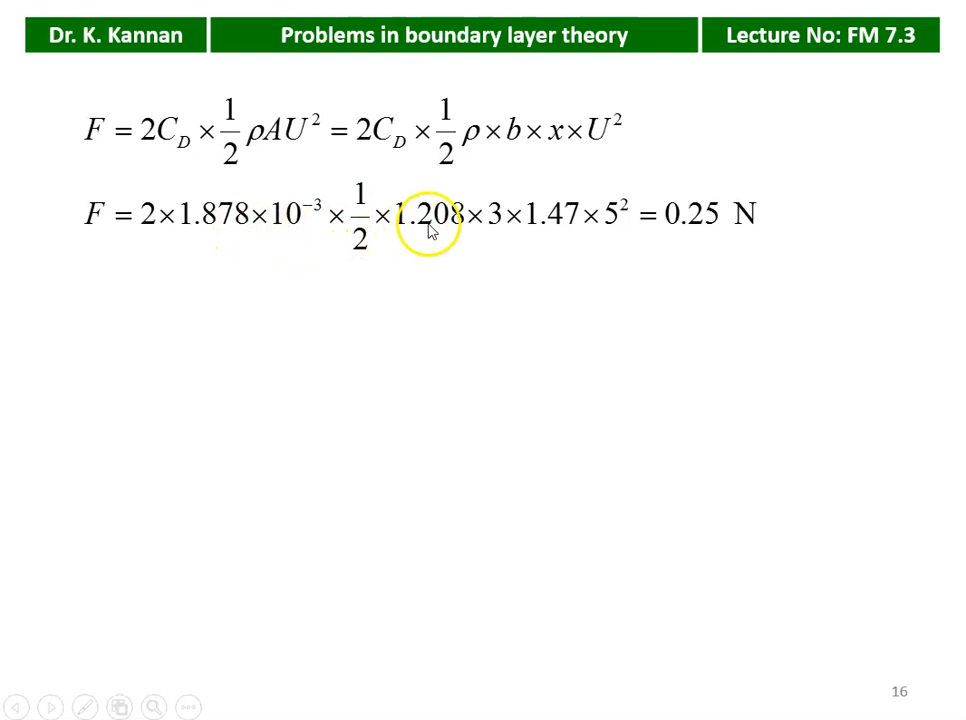 Dr. K. Kannan Problems in boundary layer theory Lecture No: FM 7.3
F = 2C_D × 1/2 ρAU² = 2C_D × 1/2 ρ × b × x × U²
F = 2 × 1.878 × 10⁻³ × 1/2 × 1.208 × 3 × 1.47 × 5² = 0.25 N
16